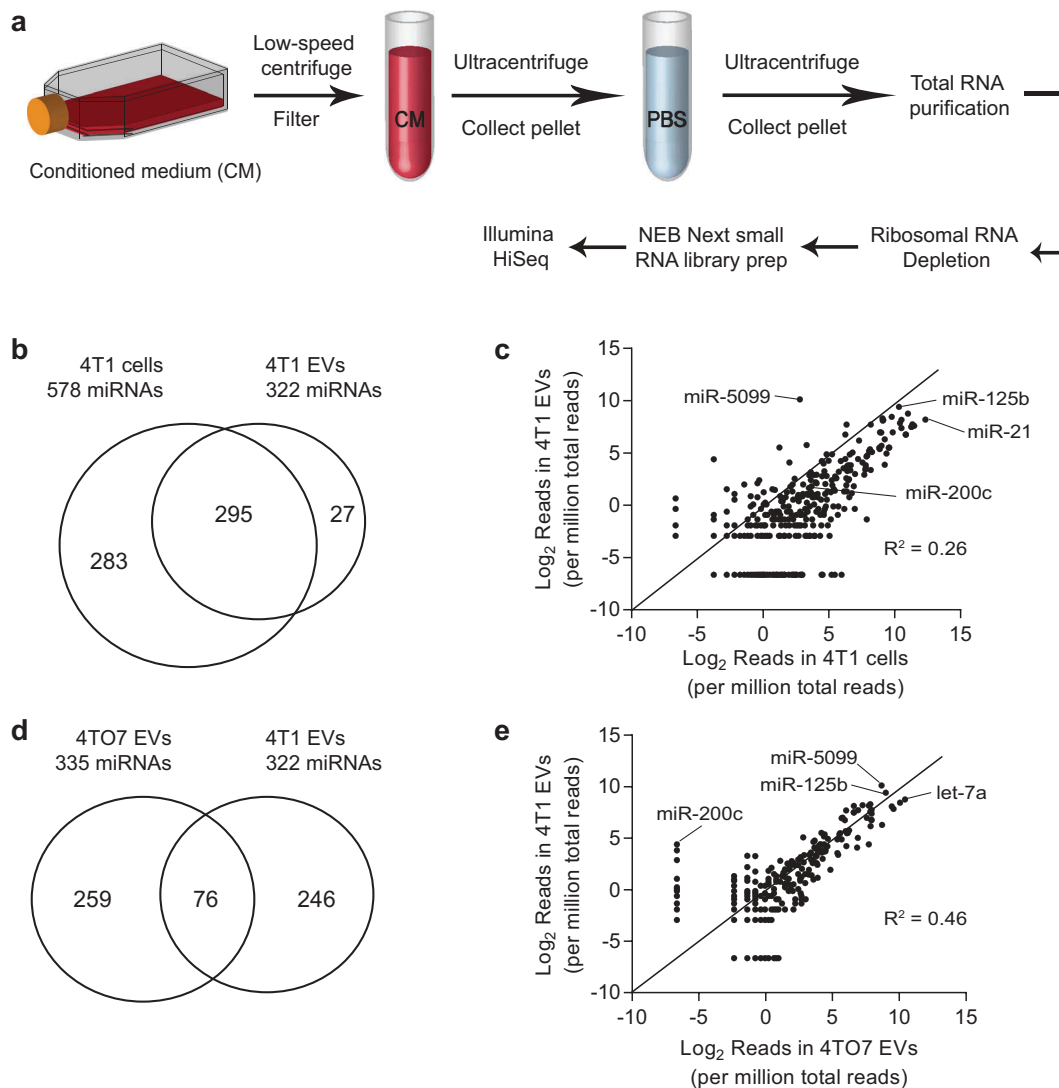 a
Low-speed
centrifuge
Filter
Conditioned medium (CM)
CM
Ultracentrifuge
Collect pellet
PBS
Ultracentrifuge
Collect pellet
Total RNA
purification
Ribosomal RNA
Depletion
NEB Next small
RNA library prep
Illumina
HiSeq
b
4T1 cells
578 miRNAs
4T1 EVs
322 miRNAs
283
295
27
c
Log2 Reads in 4T1 EVs
(per million total reads)
15
10
5
0
-5
-10
-10
-5
0
5
10
15
miR-5099
miR-125b
miR-21
miR-200c
R² = 0.26
Log2 Reads in 4T1 cells
(per million total reads)
d
4TO7 EVs
335 miRNAs
4T1 EVs
322 miRNAs
259
76
246
e
Log2 Reads in 4T1 EVs
(per million total reads)
15
10
5
0
-5
-10
-10
-5
0
5
10
15
miR-5099
miR-125b
let-7a
miR-200c
R² = 0.46
Log2 Reads in 4TO7 EVs
(per million total reads)